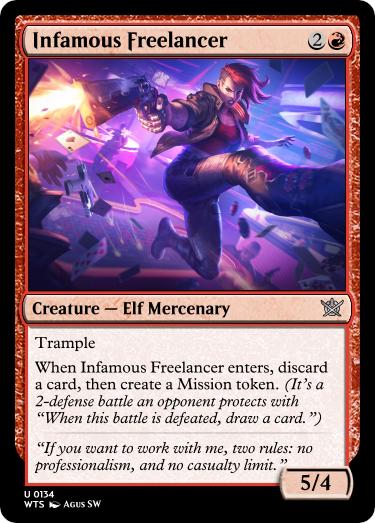 Infamous Freelancer 2
Creature — Elf Mercenary
Trample
When Infamous Freelancer enters, discard
a card, then create a Mission token. (It's a
2-defense battle an opponent protects with
“When this battle is defeated, draw a card.”)
“If you want to work with me, two rules: no
professionalism, and no casualty limit.”
5/4
U 0134
WTS Agus SW